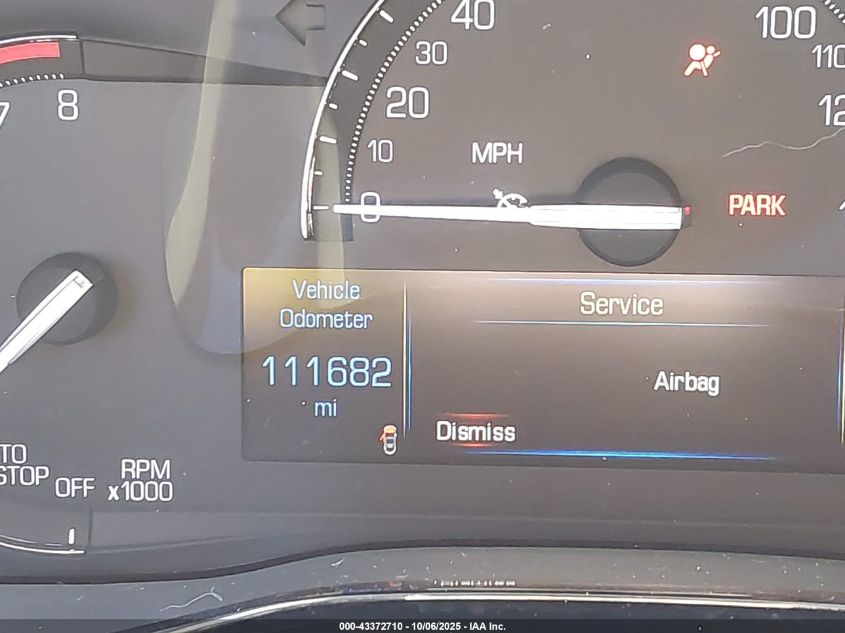 40
100
30
110
20
12
10
MPH
0
PARK
7
8
Vehicle
Odometer
111682
mi
Service
Airbag
Dismiss
TO
STOP
OFF
RPM
x1000
000-43372710 - 10/06/2025 - IAA Inc.